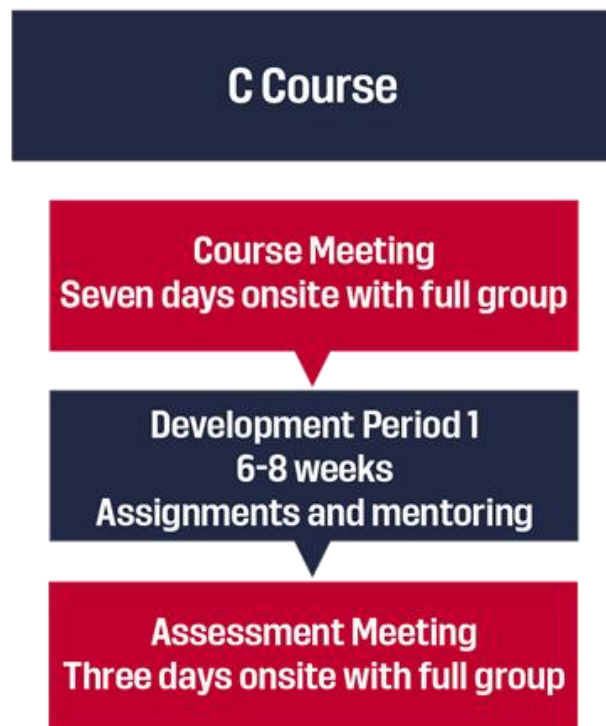 C Course
Course Meeting
Seven days onsite with full group
Development Period 1
6-8 weeks
Assignments and mentoring
Assessment Meeting
Three days onsite with full group